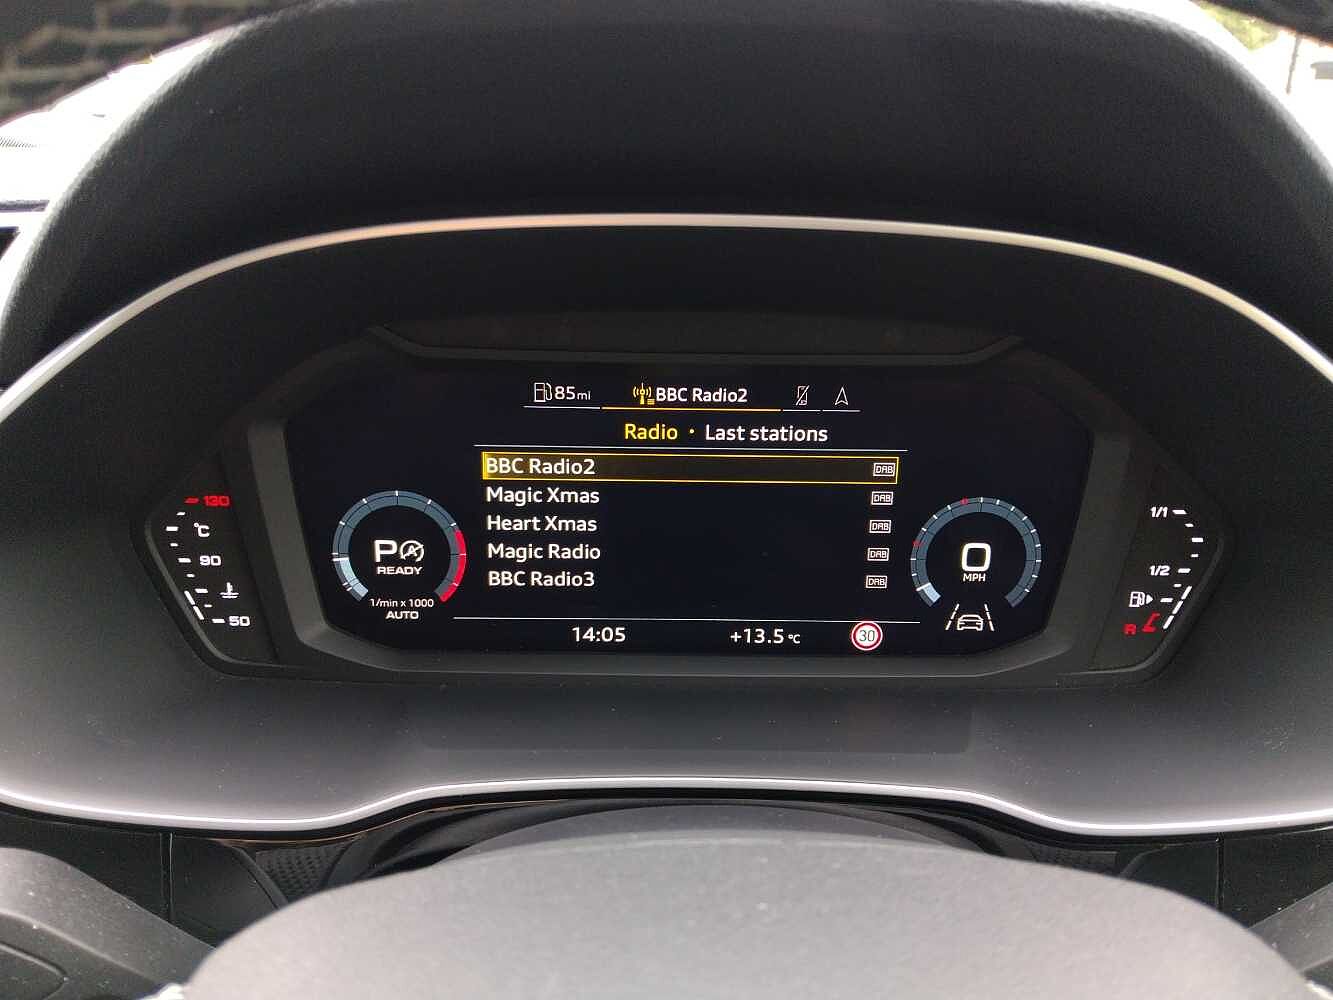 85mi BBC Radio2
Radio · Last stations
BBC Radio2 DAB
Magic Xmas DAB
Heart Xmas DAB
Magic Radio DAB
BBC Radio3 DAB
14:05 +13.5 °C 30
130
°C
90
50
P A
READY
1/min x 1000
AUTO
0
MPH
1/1
1/2
R